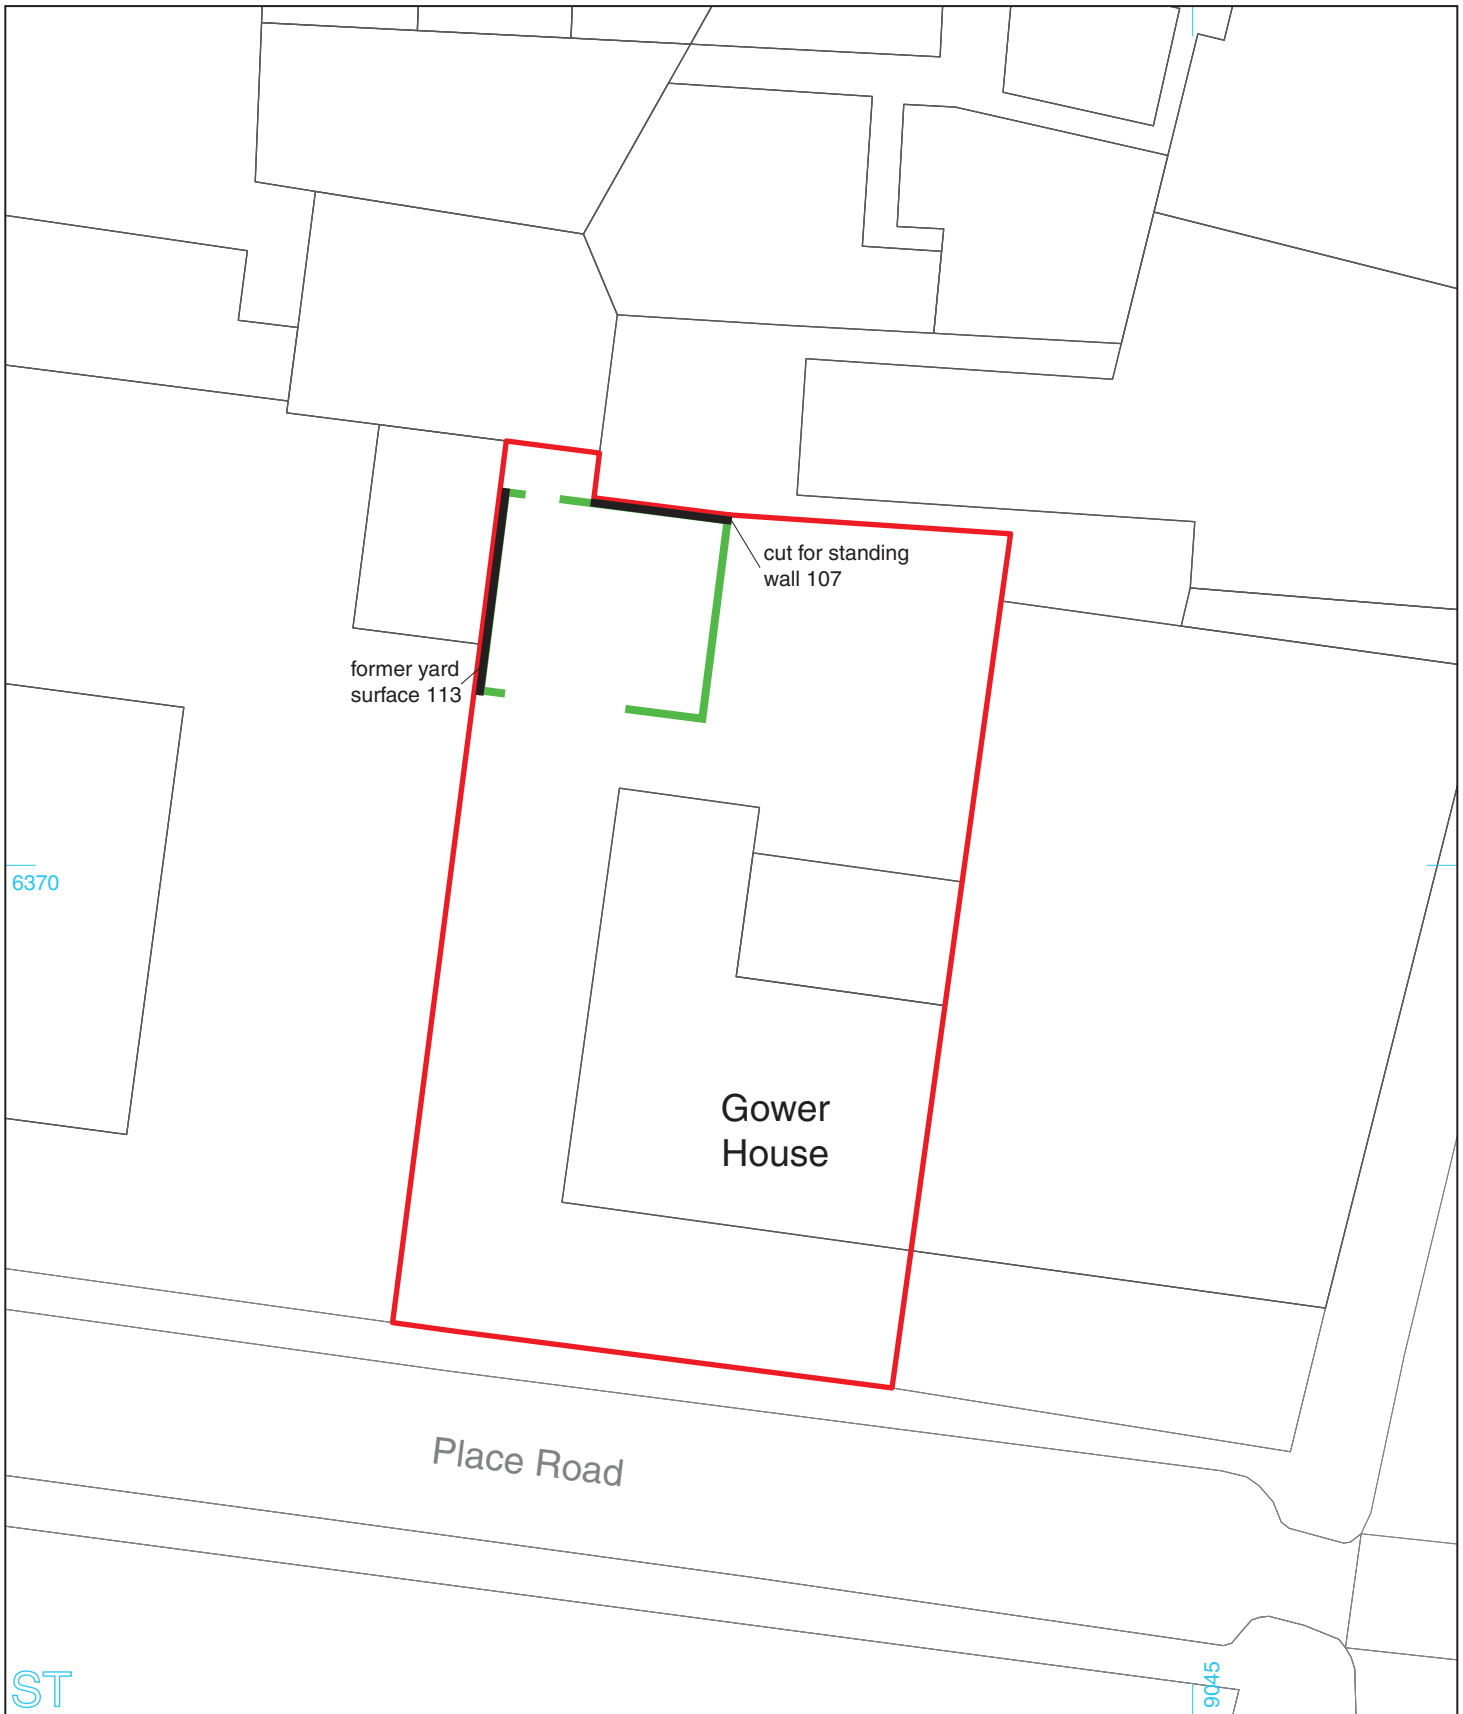 cut for standing
wall 107
former yard
surface 113
6370
Gower
House
Place Road
ST
9045